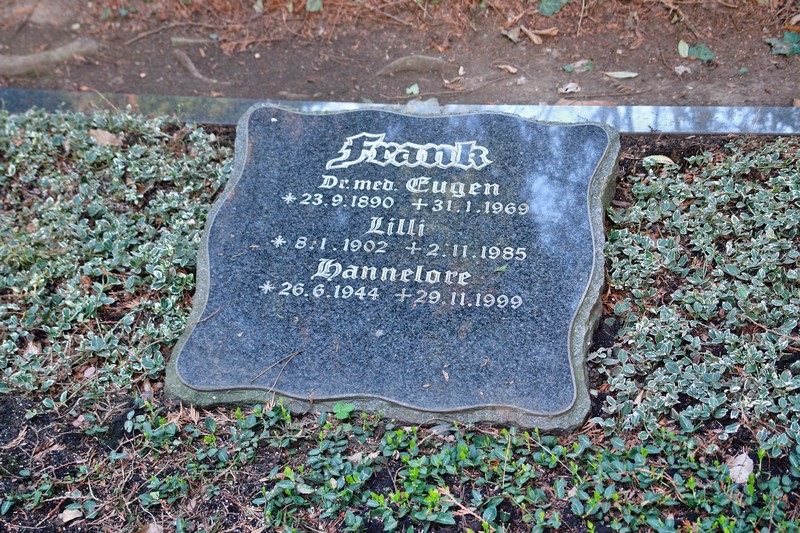 Frank
Dr. med. Eugen
* 23.9.1890 + 31.1.1969
Lilli
* 8.1.1902 + 2.11.1985
Hannelore
* 26.6.1944 + 29.11.1999